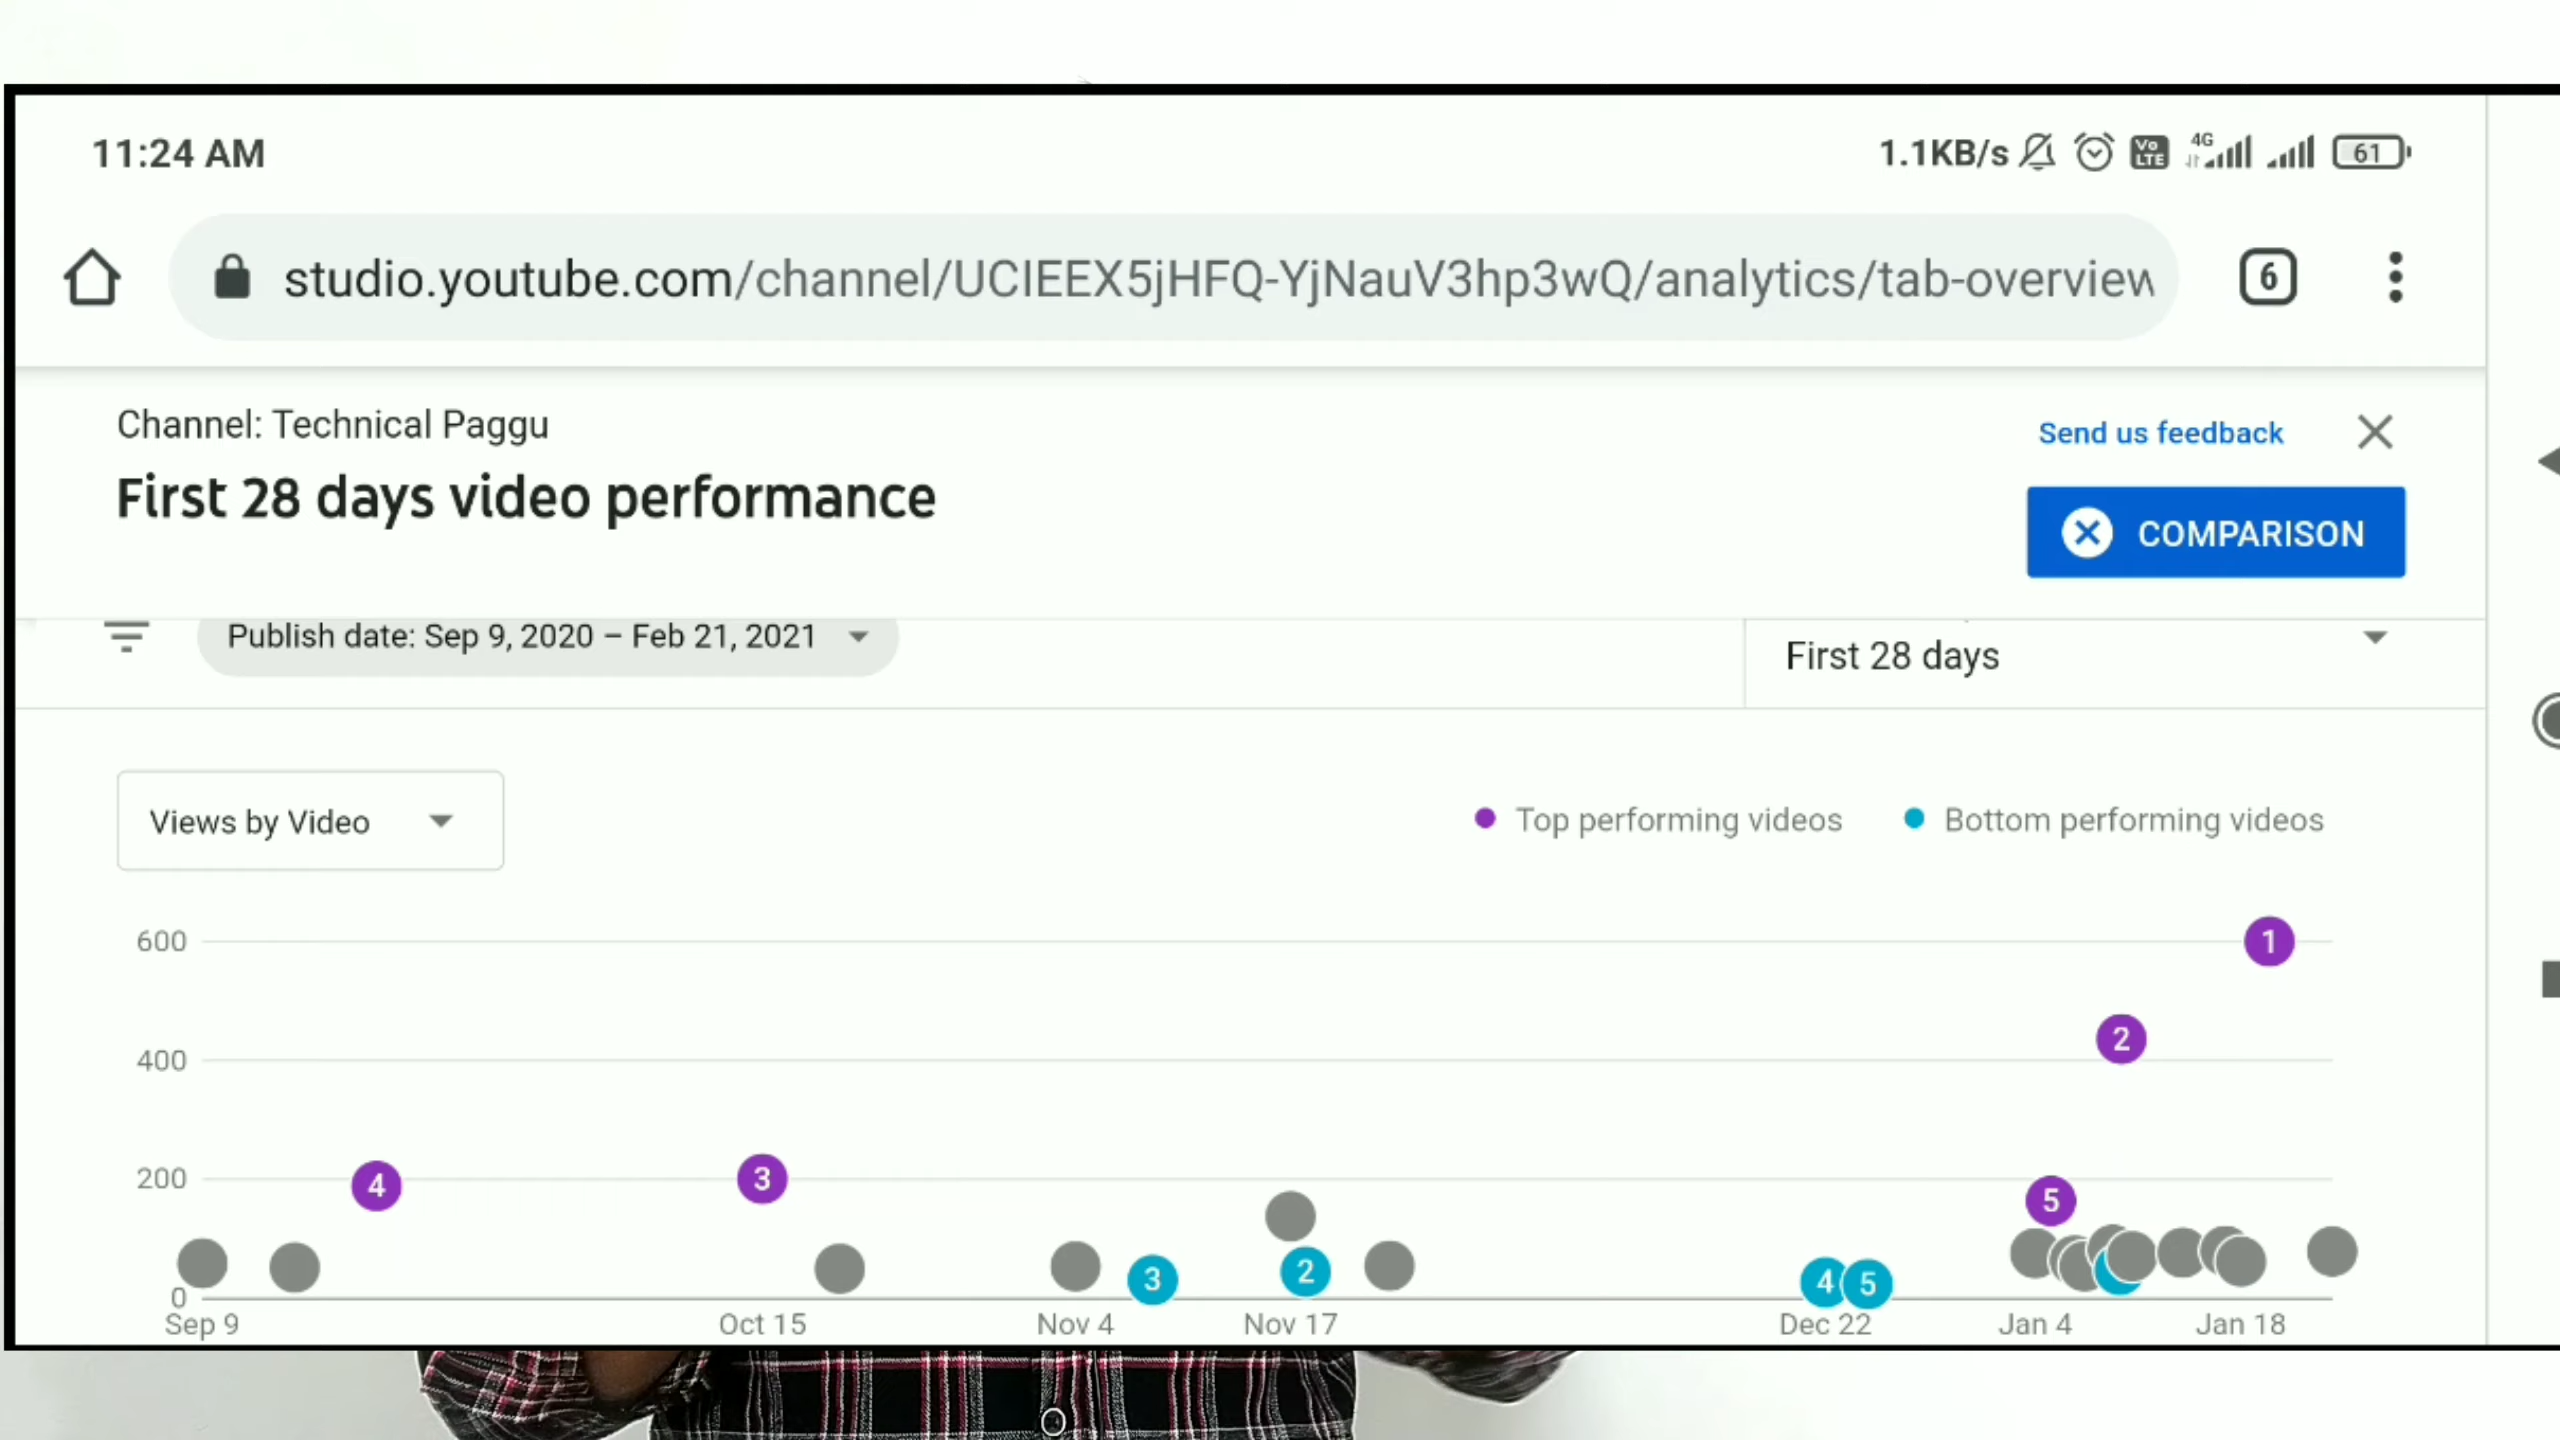 11:24 AM
1.1KB/s Vo LTE 4G 61
studio.youtube.com/channel/UCIEEX5jHFQ-YjNauV3hp3wQ/analytics/tab-overview
6
Channel: Technical Paggu
Send us feedback
First 28 days video performance
COMPARISON
Publish date: Sep 9, 2020 – Feb 21, 2021
First 28 days
Views by Video
Top performing videos
Bottom performing videos
600
1
2
400
200
4
3
5
3
2
4
5
0
Sep 9
Oct 15
Nov 4
Nov 17
Dec 22
Jan 4
Jan 18